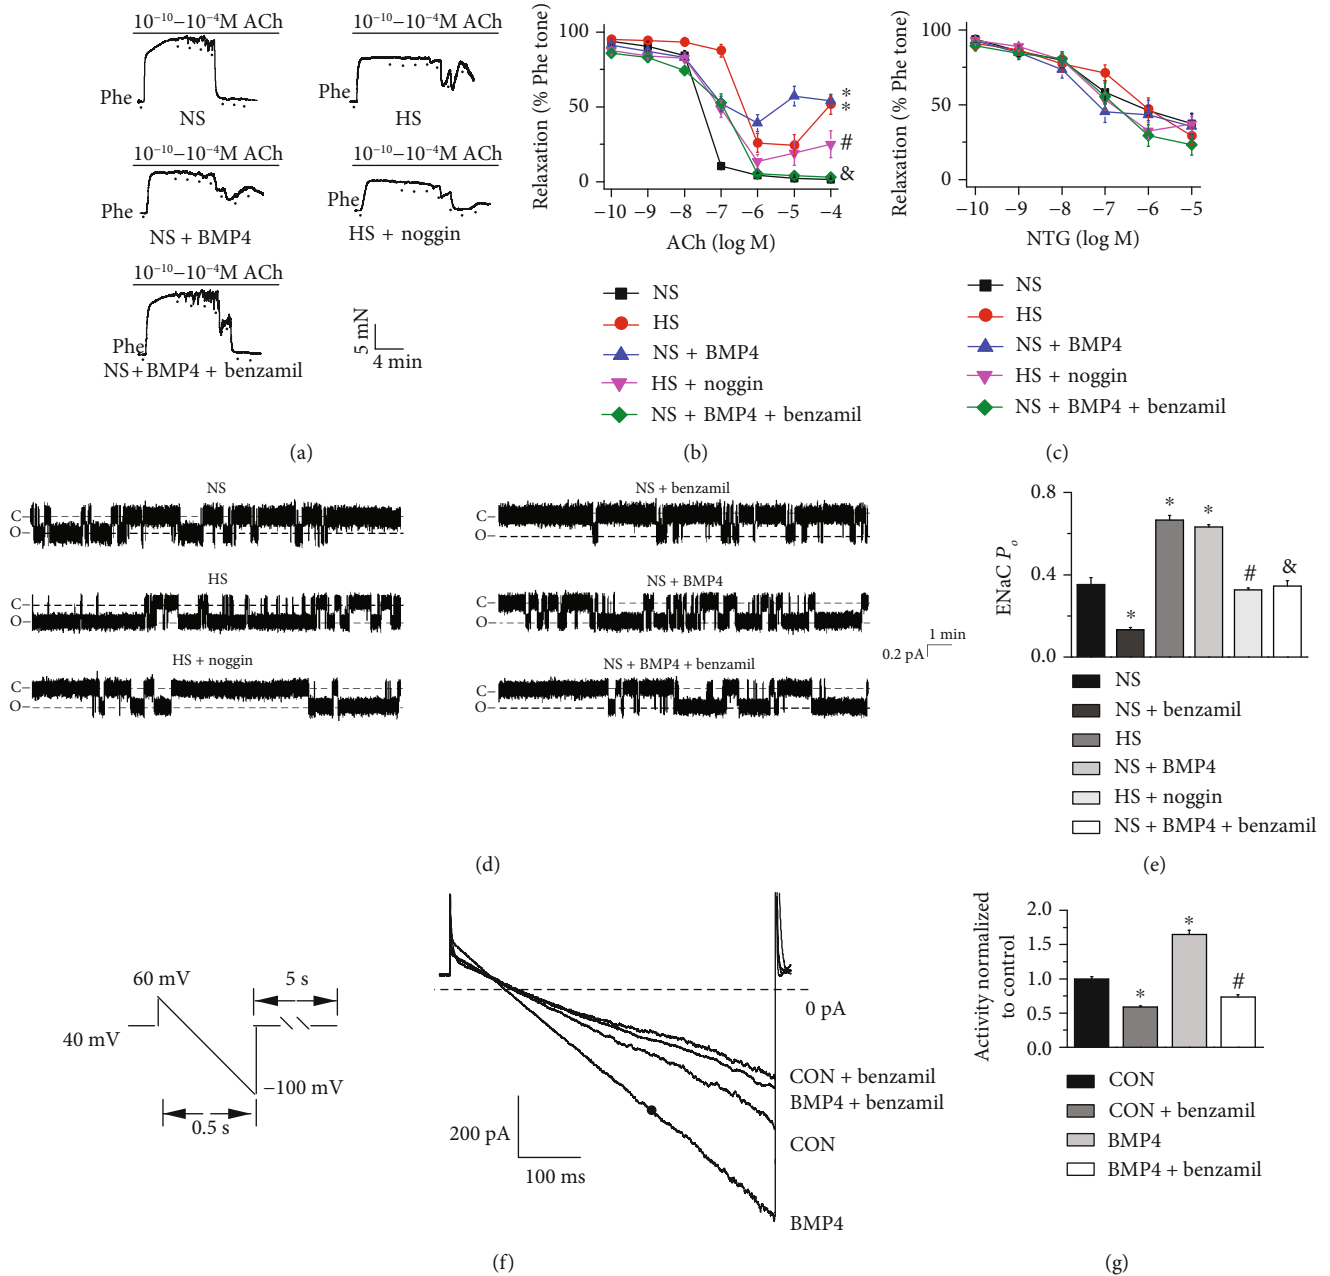 10⁻¹⁰–10⁻⁴M ACh
Phe
NS
10⁻¹⁰–10⁻⁴M ACh
Phe
HS
10⁻¹⁰–10⁻⁴M ACh
Phe
NS + BMP4
10⁻¹⁰–10⁻⁴M ACh
Phe
HS + noggin
10⁻¹⁰–10⁻⁴M ACh
Phe
NS+BMP4 + benzamil
5 mN
4 min
(a)
Relaxation (% Phe tone)
100
50
0
*
*
#
&
−10 −9 −8 −7 −6 −5 −4
ACh (log M)
NS
HS
NS + BMP4
HS + noggin
NS + BMP4 + benzamil
(b)
Relaxation (% Phe tone)
100
50
0
−10 −9 −8 −7 −6 −5
NTG (log M)
NS
HS
NS + BMP4
HS + noggin
NS + BMP4 + benzamil
(c)
NS
C
O
NS + benzamil
C
O
HS
C
O
NS + BMP4
C
O
HS + noggin
C
O
NS + BMP4 + benzamil
C
O
1 min
0.2 pA
(d)
ENaC Pₒ
0.8
0.4
0.0
*
*
*
#
&
NS
NS + benzamil
HS
NS + BMP4
HS + noggin
NS + BMP4 + benzamil
(e)
60 mV
5 s
40 mV
−100 mV
0.5 s
0 pA
CON + benzamil
BMP4 + benzamil
CON
BMP4
200 pA
100 ms
(f)
Activity normalized
to control
2.0
1.5
1.0
0.5
0.0
*
*
#
CON
CON + benzamil
BMP4
BMP4 + benzamil
(g)